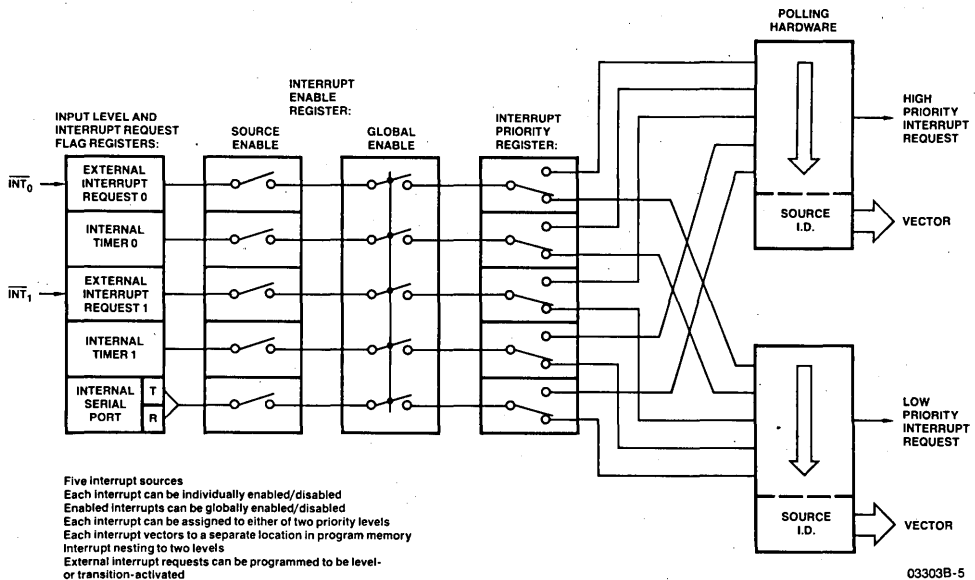 POLLING
HARDWARE
INTERRUPT
ENABLE
REGISTER:
INPUT LEVEL AND
INTERRUPT REQUEST
FLAG REGISTERS:
SOURCE
ENABLE
GLOBAL
ENABLE
INTERRUPT
PRIORITY
REGISTER:
HIGH
PRIORITY
INTERRUPT
REQUEST
INT0
EXTERNAL
INTERRUPT
REQUEST 0
INTERNAL
TIMER 0
SOURCE
I.D.
VECTOR
INT1
EXTERNAL
INTERRUPT
REQUEST 1
INTERNAL
TIMER 1
INTERNAL
SERIAL
PORT
T
R
LOW
PRIORITY
INTERRUPT
REQUEST
SOURCE
I.D.
VECTOR
Five interrupt sources
Each interrupt can be individually enabled/disabled
Enabled interrupts can be globally enabled/disabled
Each interrupt can be assigned to either of two priority levels
Each interrupt vectors to a separate location in program memory
Interrupt nesting to two levels
External interrupt requests can be programmed to be level-
or transition-activated
03303B-5